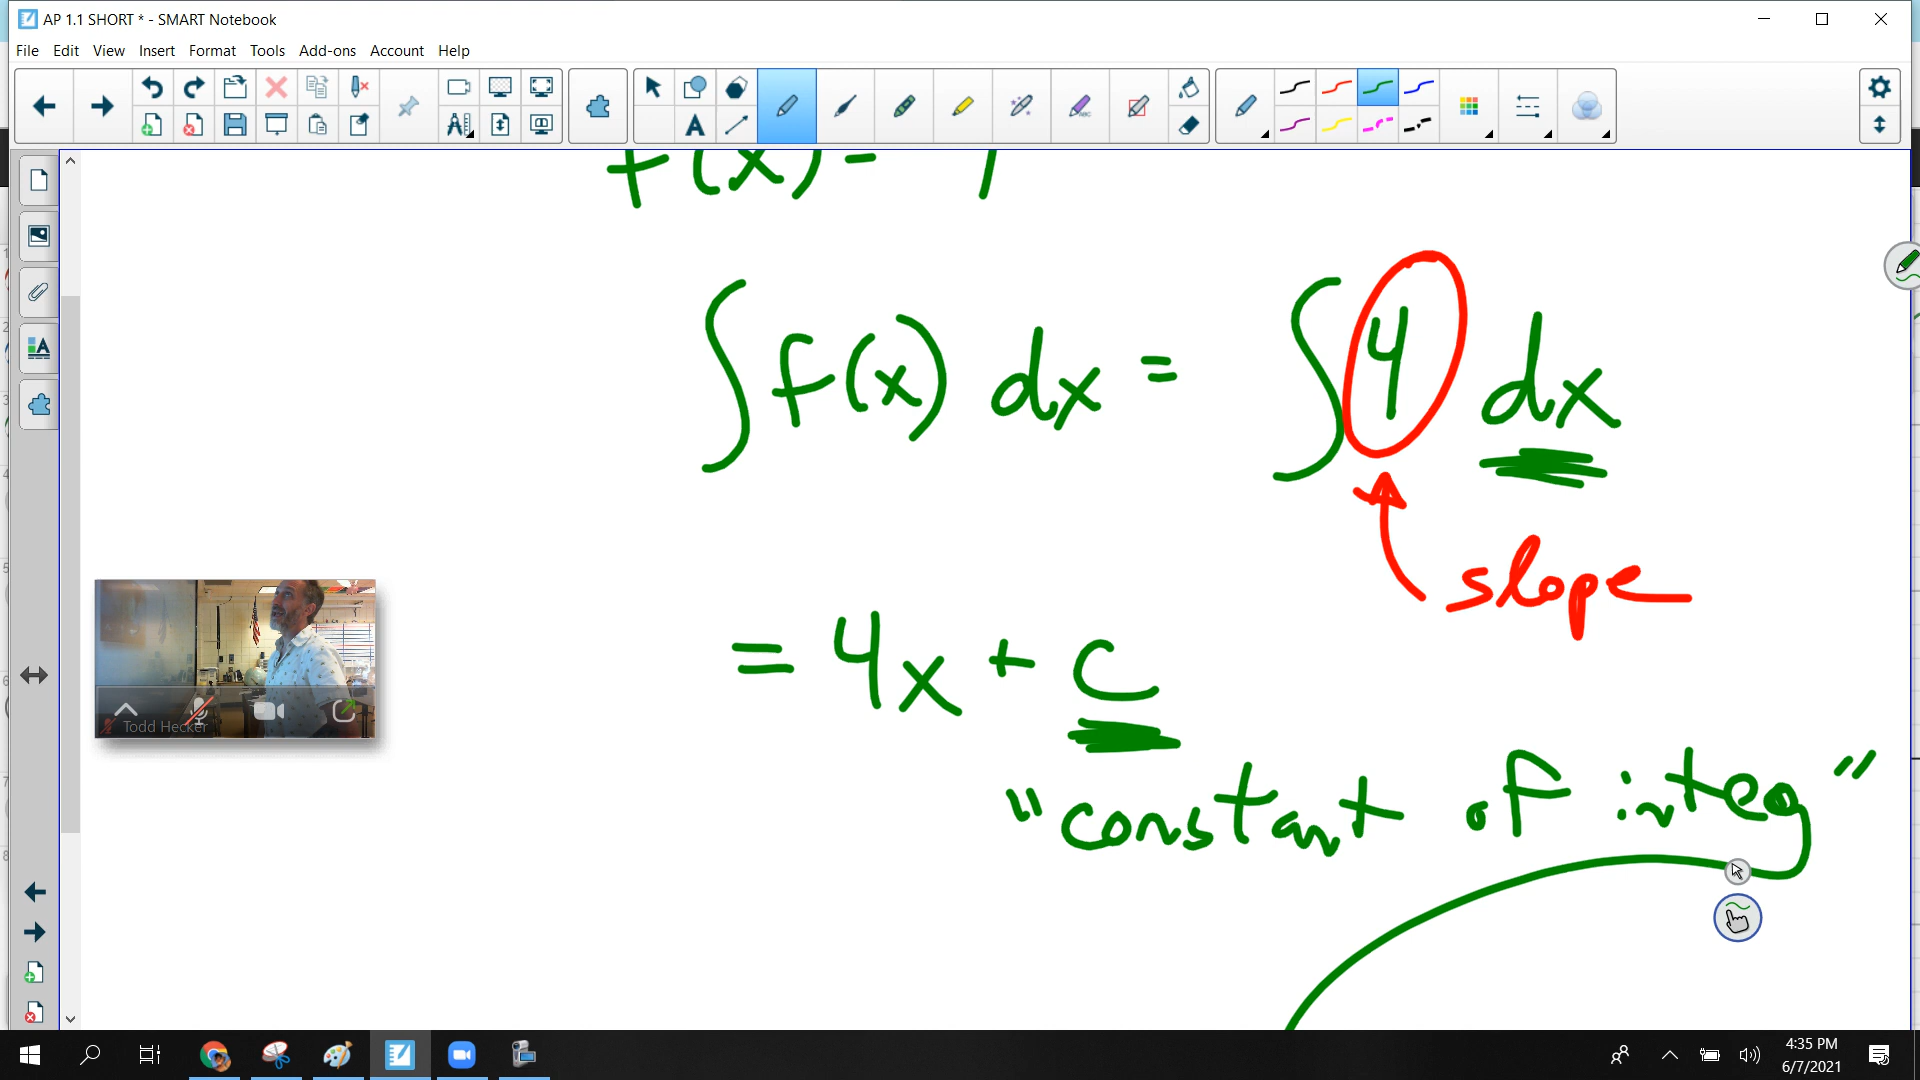 AP 1.1 SHORT * - SMART Notebook
File Edit View Insert Format Tools Add-ons Account Help
f(x) = 4
∫ f(x) dx = ∫ 4 dx
slope
= 4x + c
"constant of integ"
Todd Hecker
4:35 PM
6/7/2021